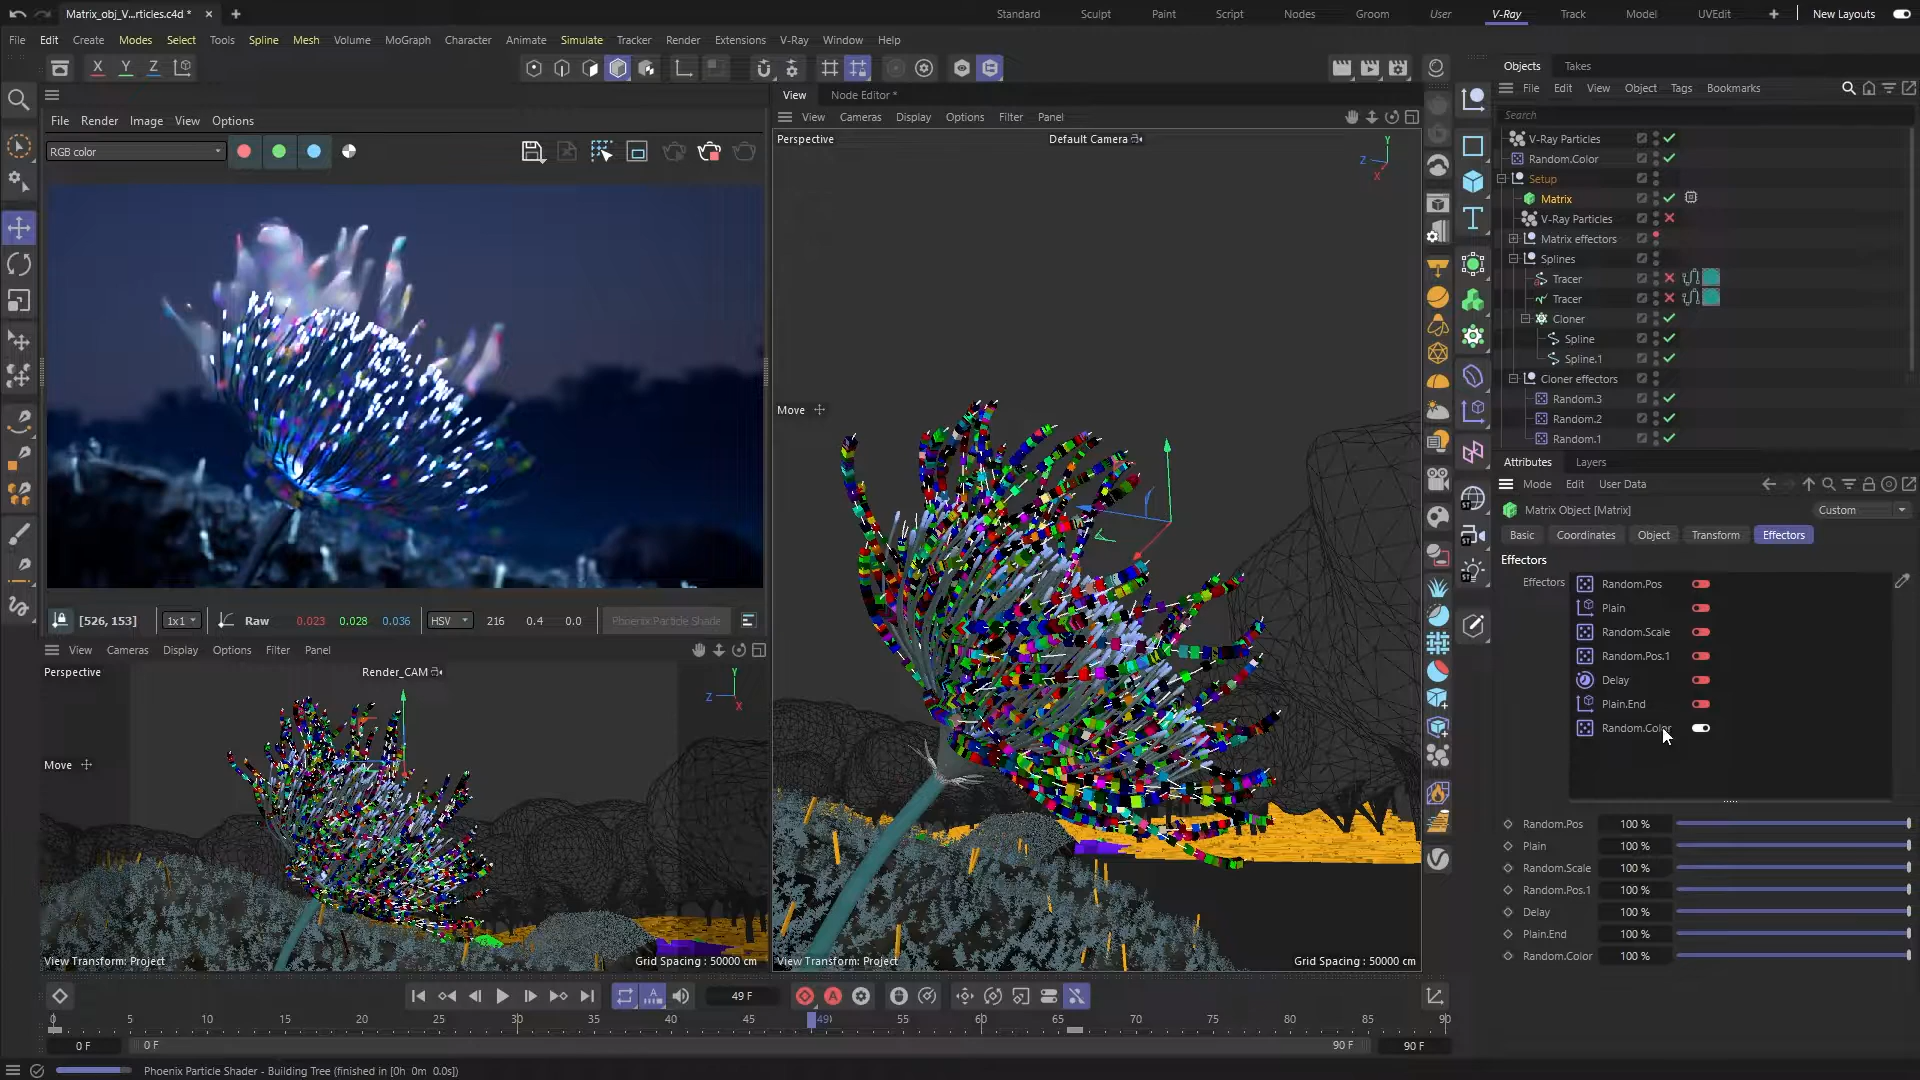 Matrix_obj_V...rticles.c4d *
Standard Sculpt Paint Script Nodes Groom User V-Ray Track Model UVEdit New Layouts
File Edit Create Modes Select Tools Spline Mesh Volume MoGraph Character Animate Simulate Tracker Render Extensions V-Ray Window Help
X Y Z
File Render Image View Options
RGB color
[526, 153] 1x1 Raw 0.023 0.028 0.036 HSV 216 0.4 0.0 Phoenix Particle Shade
View Cameras Display Options Filter Panel
Perspective Render_CAM
Y
Z
X
Move
View Transform: Project Grid Spacing : 50000 cm
View Node Editor *
View Cameras Display Options Filter Panel
Perspective Default Camera
Y
Z
X
Move
View Transform: Project Grid Spacing : 50000 cm
ST
ST
ST
Objects Takes
File Edit View Object Tags Bookmarks
Search
V-Ray Particles
Random.Color
Setup
Matrix
V-Ray Particles
Matrix effectors
Splines
Tracer
Tracer
Cloner
Spline
Spline.1
Cloner effectors
Random.3
Random.2
Random.1
Attributes Layers
Mode Edit User Data
Matrix Object [Matrix] Custom
Basic Coordinates Object Transform Effectors
Effectors
Effectors
Random.Pos
Plain
Random.Scale
Random.Pos.1
Delay
Plain.End
Random.Color
Random.Pos 100 %
Plain 100 %
Random.Scale 100 %
Random.Pos.1 100 %
Delay 100 %
Plain.End 100 %
Random.Color 100 %
49 F
0 5 10 15 20 25 30 35 40 45 49 55 60 65 70 75 80 85 90
0 F 0 F 90 F 90 F
Phoenix Particle Shader - Building Tree (finished in [0h 0m 0.0s])